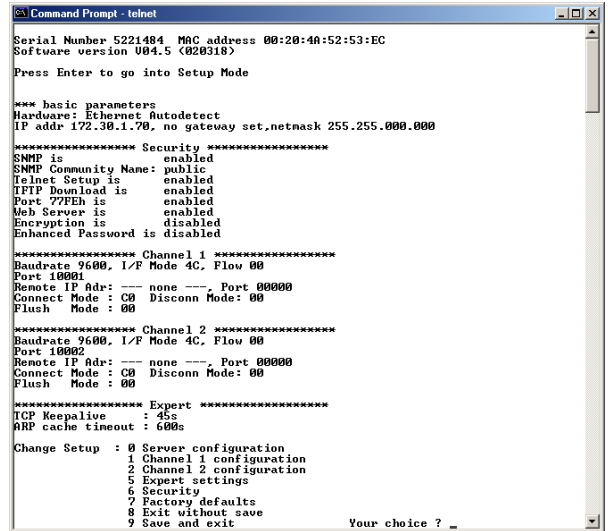 Command Prompt - telnet
Serial Number 5221484  MAC address 00:20:4A:52:53:EC
Software version V04.5 (020318)
Press Enter to go into Setup Mode
*** basic parameters
Hardware: Ethernet Autodetect
IP addr 172.30.1.70, no gateway set,netmask 255.255.000.000
***************** Security *****************
SNMP is             enabled
SNMP Community Name: public
Telnet Setup is     enabled
TFTP Download is    enabled
Port 77FEh is       enabled
Web Server is       enabled
Encryption is       disabled
Enhanced Password is disabled
***************** Channel 1 *****************
Baudrate 9600, I/F Mode 4C, Flow 00
Port 10001
Remote IP Adr: --- none ---, Port 00000
Connect Mode : C0  Disconn Mode: 00
Flush   Mode : 00
***************** Channel 2 *****************
Baudrate 9600, I/F Mode 4C, Flow 00
Port 10002
Remote IP Adr: --- none ---, Port 00000
Connect Mode : C0  Disconn Mode: 00
Flush   Mode : 00
****************** Expert ******************
TCP Keepalive    : 45s
ARP cache timeout : 600s
Change Setup  : 0 Server configuration
1 Channel 1 configuration
2 Channel 2 configuration
5 Expert settings
6 Security
7 Factory defaults
8 Exit without save
9 Save and exit            Your choice ? _